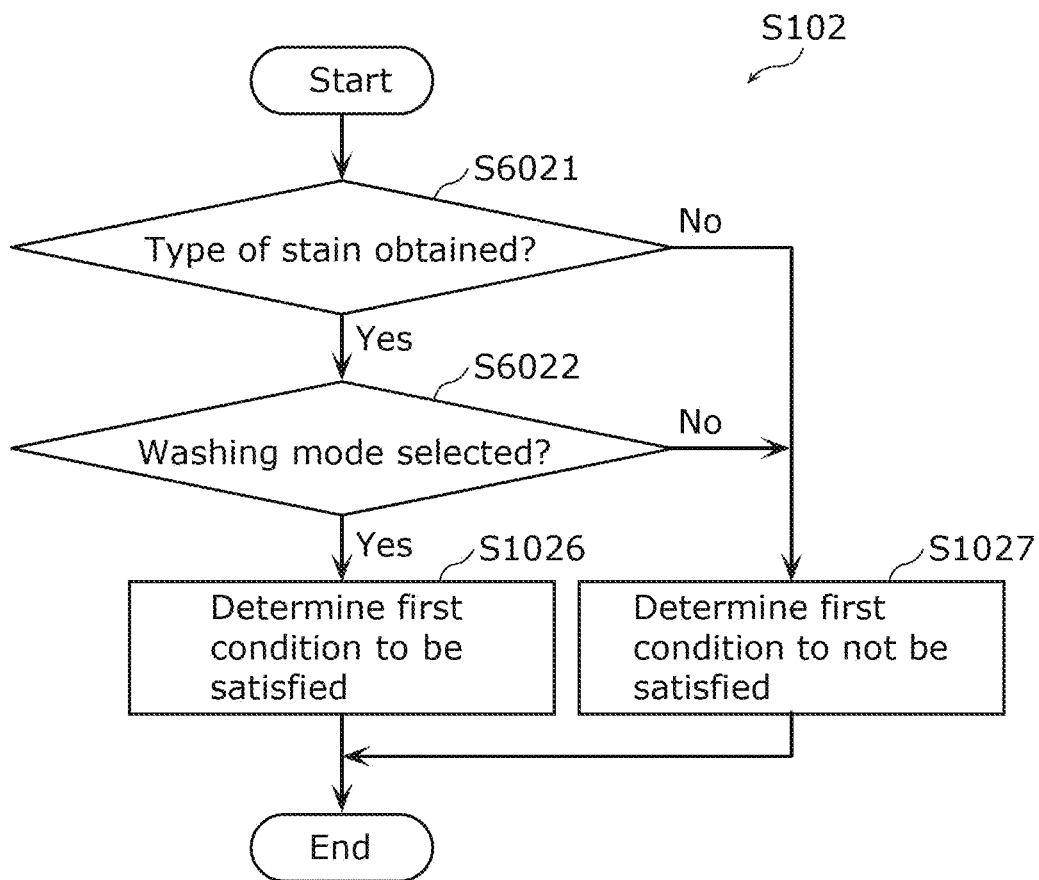 S102
Start
S6021
Type of stain obtained?
No
Yes
S6022
Washing mode selected?
No
Yes
S1026
Determine first
condition to be
satisfied
S1027
Determine first
condition to not be
satisfied
End